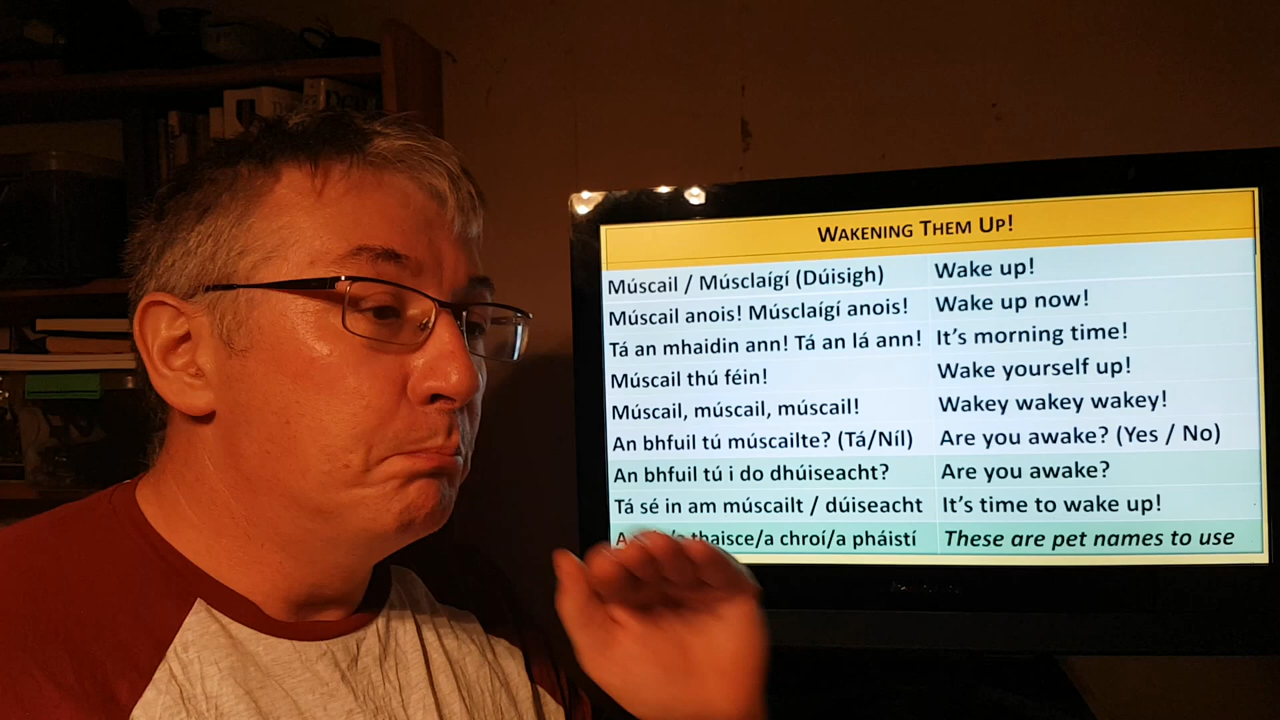 WAKENING THEM UP!
Múscail / Músclaígí (Dúisigh) Wake up!
Múscail anois! Músclaígí anois! Wake up now!
Tá an mhaidin ann! Tá an lá ann! It's morning time!
Múscail thú féin! Wake yourself up!
Múscail, múscail, múscail! Wakey wakey wakey!
An bhfuil tú múscailte? (Tá/Níl) Are you awake? (Yes / No)
An bhfuil tú i do dhúiseacht? Are you awake?
Tá sé in am múscailt / dúiseacht It's time to wake up!
thaisce/a chroí/a pháistí These are pet names to use